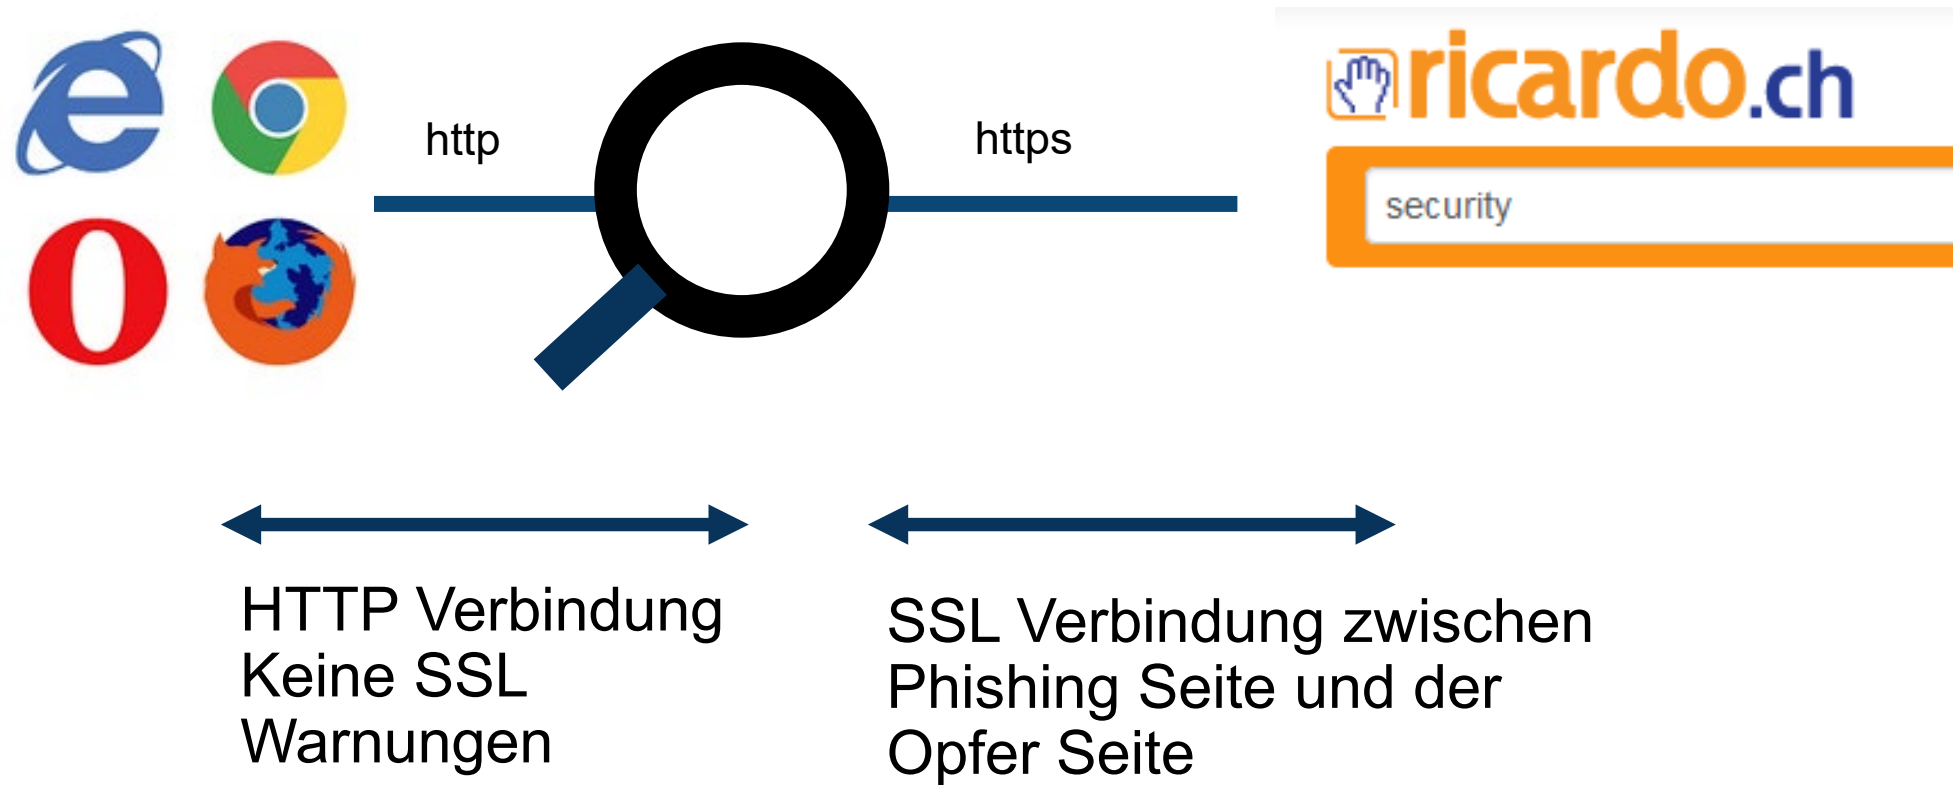 http
https
ricardo.ch
security
HTTP Verbindung
Keine SSL
Warnungen
SSL Verbindung zwischen
Phishing Seite und der
Opfer Seite